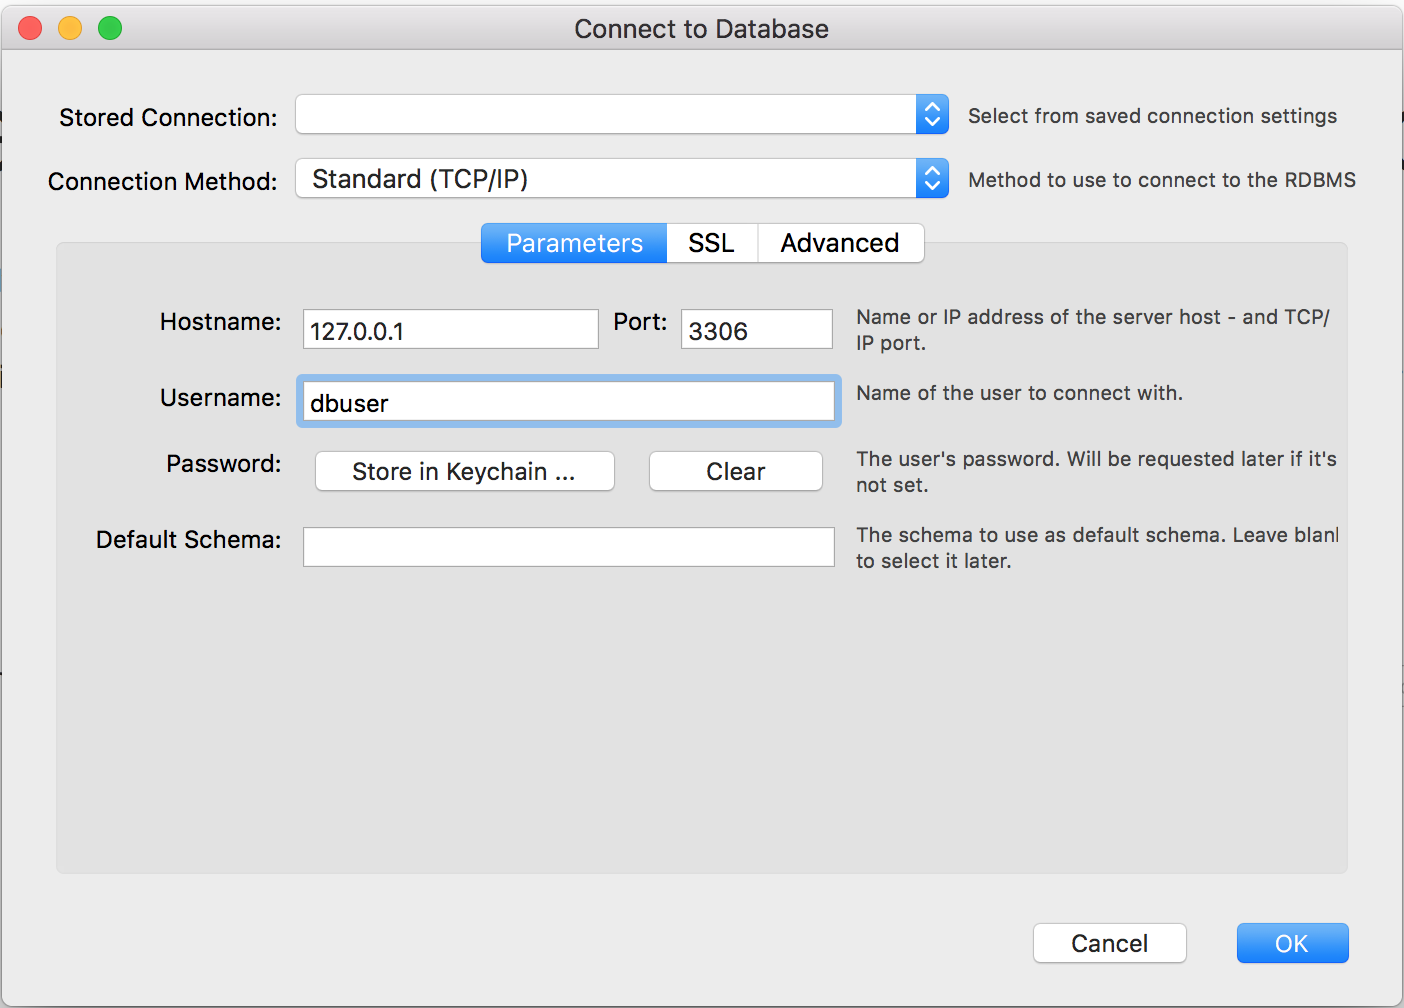 Connect to Database
Stored Connection:
Select from saved connection settings
Connection Method: Standard (TCP/IP)
Method to use to connect to the RDBMS
Parameters SSL Advanced
Hostname: 127.0.0.1 Port: 3306
Name or IP address of the server host - and TCP/
IP port.
Username: dbuser
Name of the user to connect with.
Password: Store in Keychain ... Clear
The user's password. Will be requested later if it's
not set.
Default Schema:
The schema to use as default schema. Leave blank
to select it later.
Cancel OK